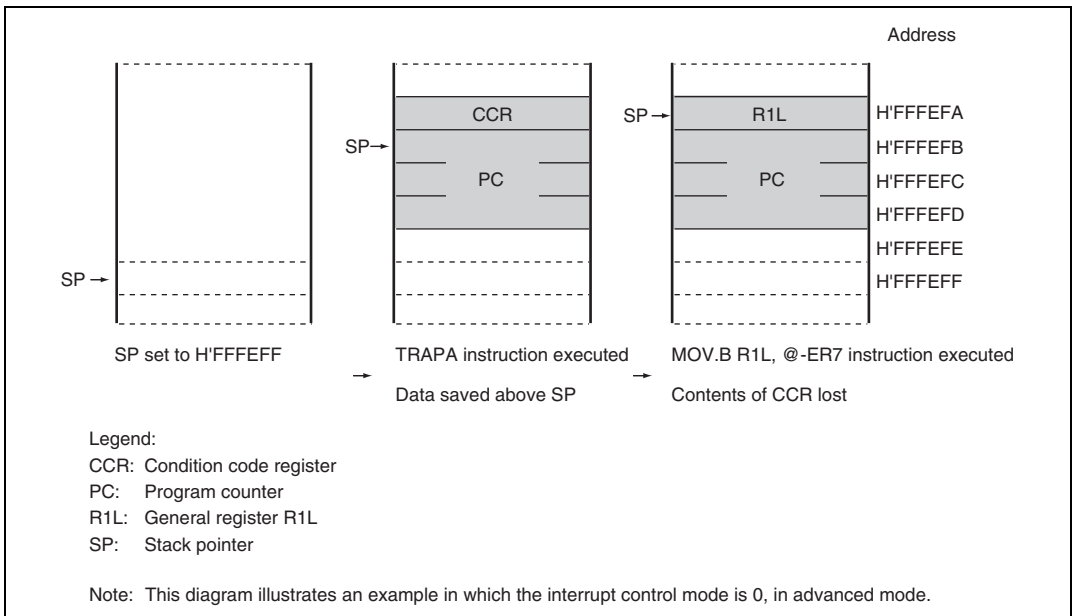 Address
CCR
SP
R1L
H'FFFEFA
SP
H'FFFEFB
PC
PC
H'FFFEFC
H'FFFEFD
H'FFFEFE
SP
H'FFFEFF
SP set to H'FFFEFF
TRAPA instruction executed
MOV.B R1L, @-ER7 instruction executed
Data saved above SP
Contents of CCR lost
Legend:
CCR: Condition code register
PC: Program counter
R1L: General register R1L
SP: Stack pointer
Note: This diagram illustrates an example in which the interrupt control mode is 0, in advanced mode.